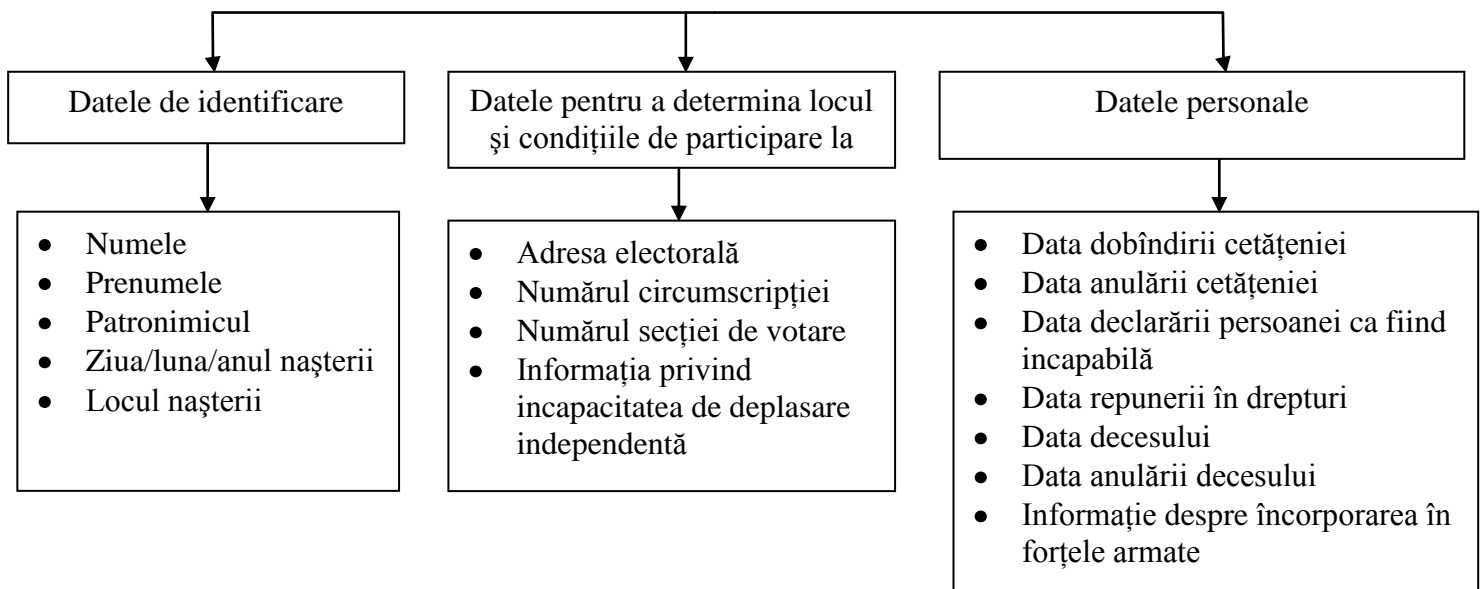 Datele de identificare
Datele pentru a determina locul
şi condițiile de participare la
Datele personale
• Numele
• Prenumele
• Patronimicul
• Ziua/luna/anul naşterii
• Locul naşterii
• Adresa electorală
• Numărul circumscripției
• Numărul secției de votare
• Informația privind
incapacitatea de deplasare
independentă
• Data dobîndirii cetățeniei
• Data anulării cetățeniei
• Data declarării persoanei ca fiind
incapabilă
• Data repunerii în drepturi
• Data decesului
• Data anulării decesului
• Informație despre încorporarea în
forțele armate